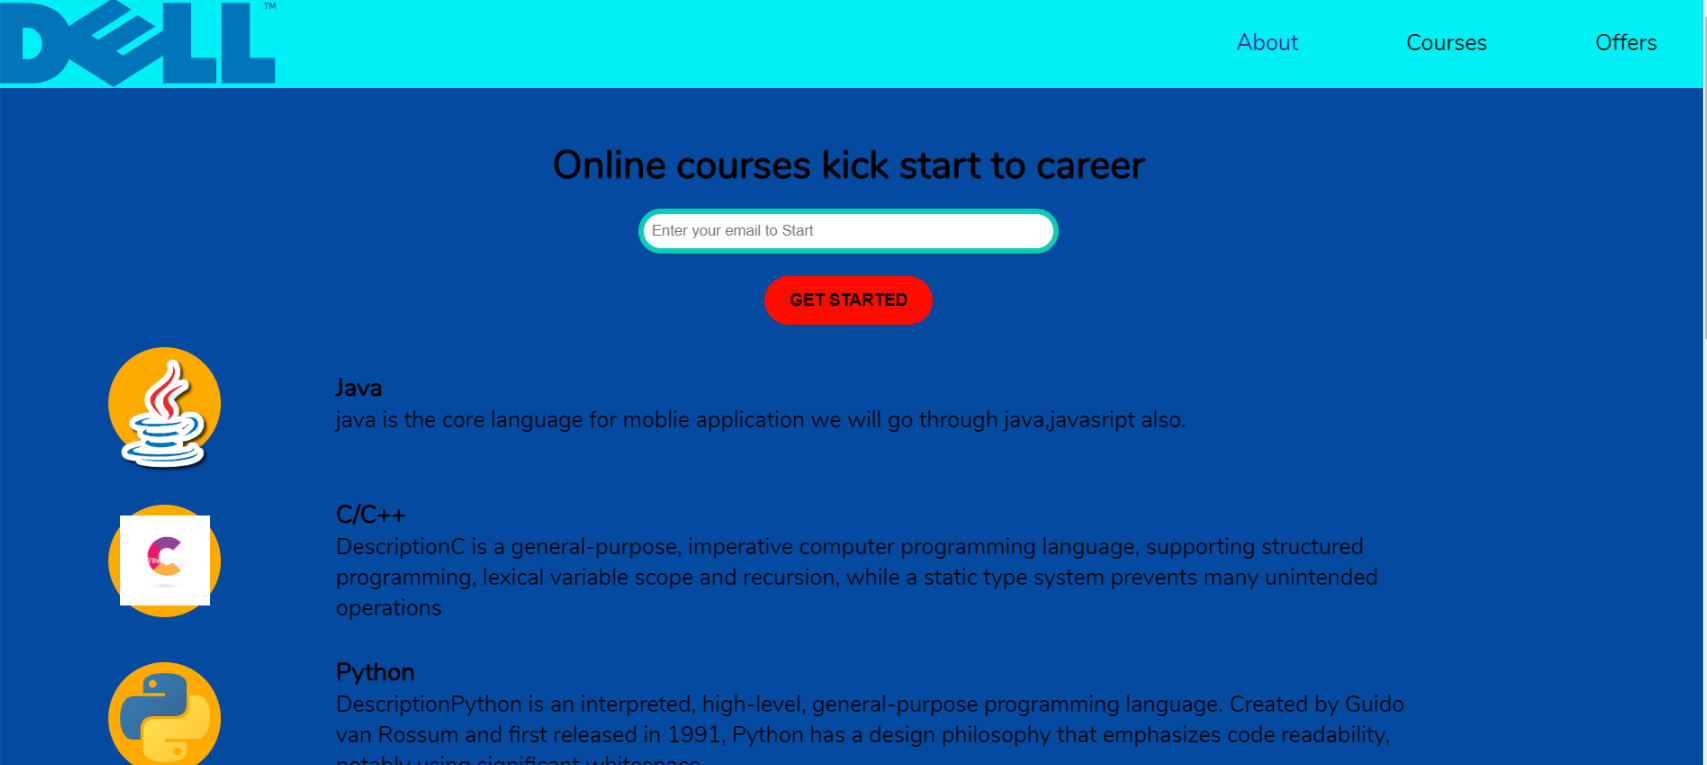 DELL™
About Courses Offers
Online courses kick start to career
Enter your email to Start
GET STARTED
Java
java is the core language for moblie application we will go through java,javasript also.
C/C++
DescriptionC is a general-purpose, imperative computer programming language, supporting structured
programming, lexical variable scope and recursion, while a static type system prevents many unintended
operations
Python
DescriptionPython is an interpreted, high-level, general-purpose programming language. Created by Guido
van Rossum and first released in 1991, Python has a design philosophy that emphasizes code readability,
notably using significant whitespace